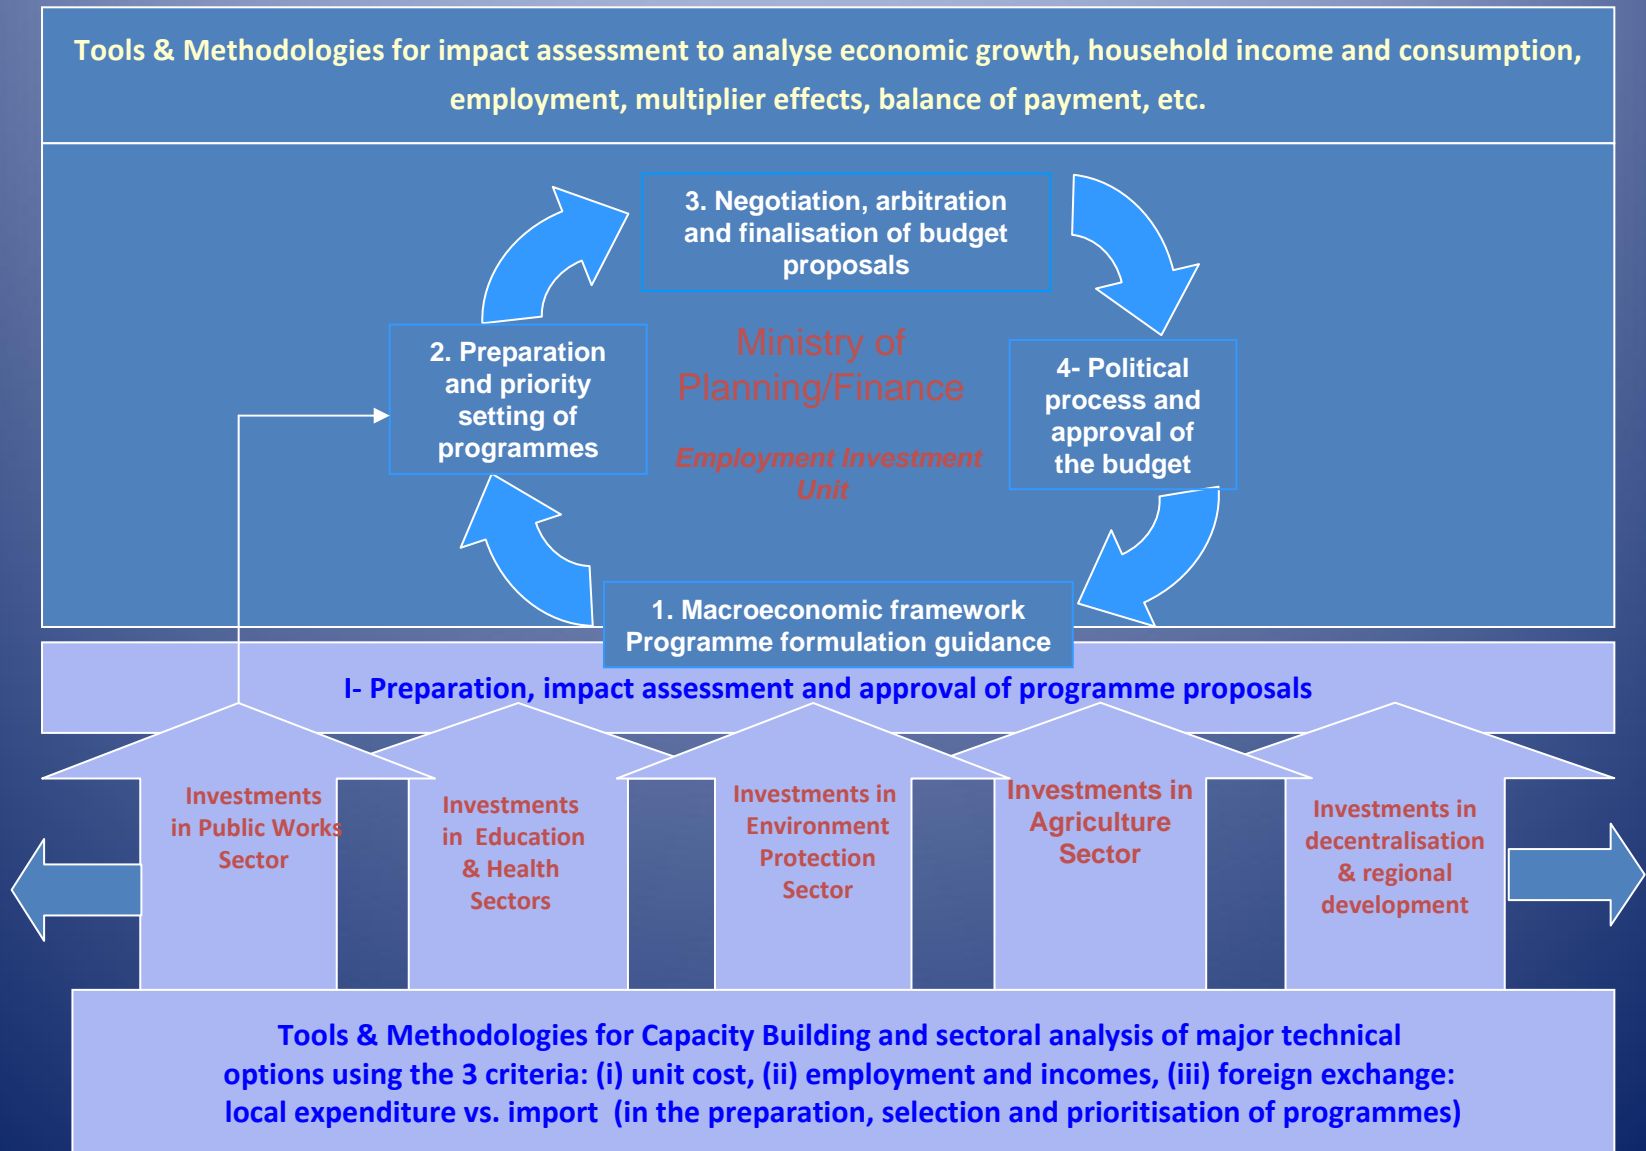 Tools & Methodologies for impact assessment to analyse economic growth, household income and consumption,
employment, multiplier effects, balance of payment, etc.
3. Negotiation, arbitration
and finalisation of budget
proposals
2. Preparation
and priority
setting of
programmes
Ministry of
Planning/Finance
Employment Investment
Unit
4- Political
process and
approval of
the budget
1. Macroeconomic framework
Programme formulation guidance
I- Preparation, impact assessment and approval of programme proposals
Investments
in Public Works
Sector
Investments
in Education
& Health
Sectors
Investments in
Environment
Protection
Sector
Investments in
Agriculture
Sector
Investments in
decentralisation
& regional
development
Tools & Methodologies for Capacity Building and sectoral analysis of major technical
options using the 3 criteria: (i) unit cost, (ii) employment and incomes, (iii) foreign exchange:
local expenditure vs. import (in the preparation, selection and prioritisation of programmes)